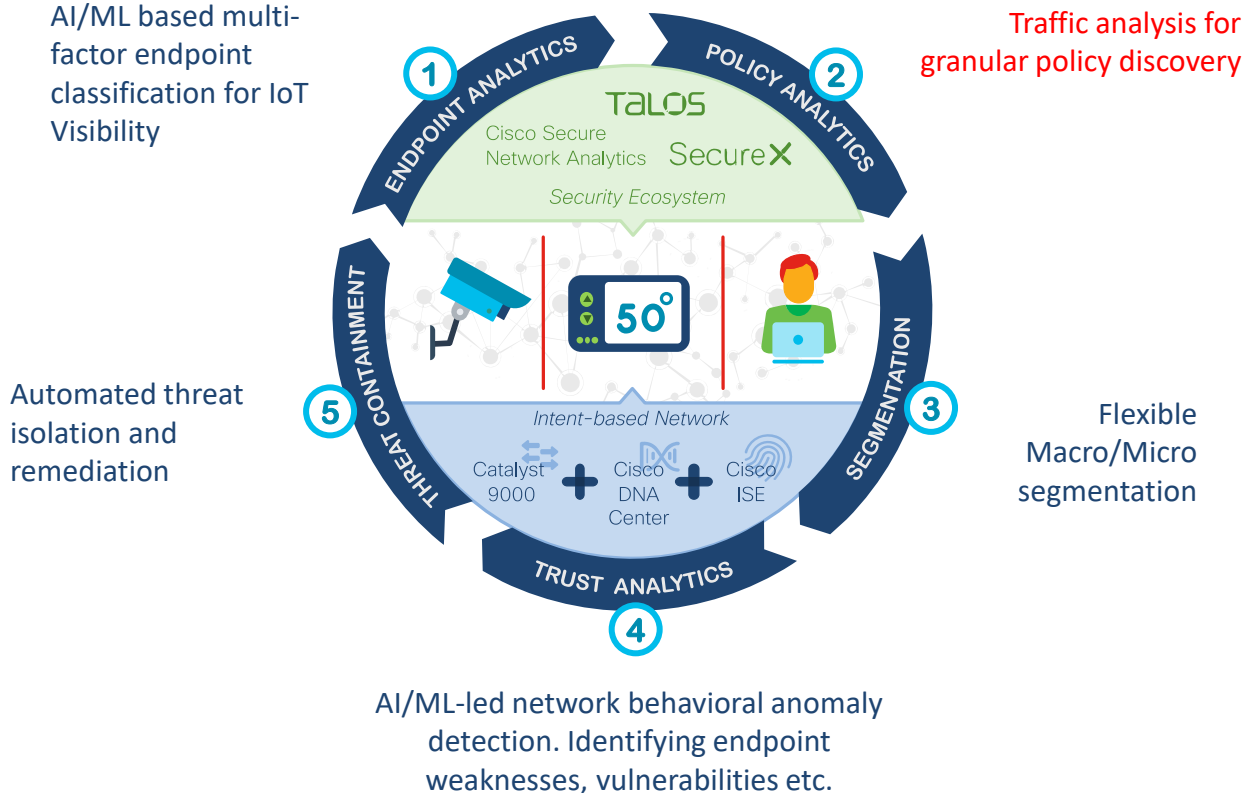 AI/ML based multi-
factor endpoint
classification for IoT
Visibility
1
ENDPOINT ANALYTICS
Traffic analysis for
granular policy discovery
2
POLICY ANALYTICS
TALOS
Cisco Secure
Network Analytics
SecureX
Security Ecosystem
50°
Flexible
Macro/Micro
segmentation
3
SEGMENTATION
Intent-based Network
Catalyst
9000
Cisco
DNA
Center
Cisco
ISE
TRUST ANALYTICS
4
AI/ML-led network behavioral anomaly
detection. Identifying endpoint
weaknesses, vulnerabilities etc.
THREAT CONTAINMENT
5
Automated threat
isolation and
remediation